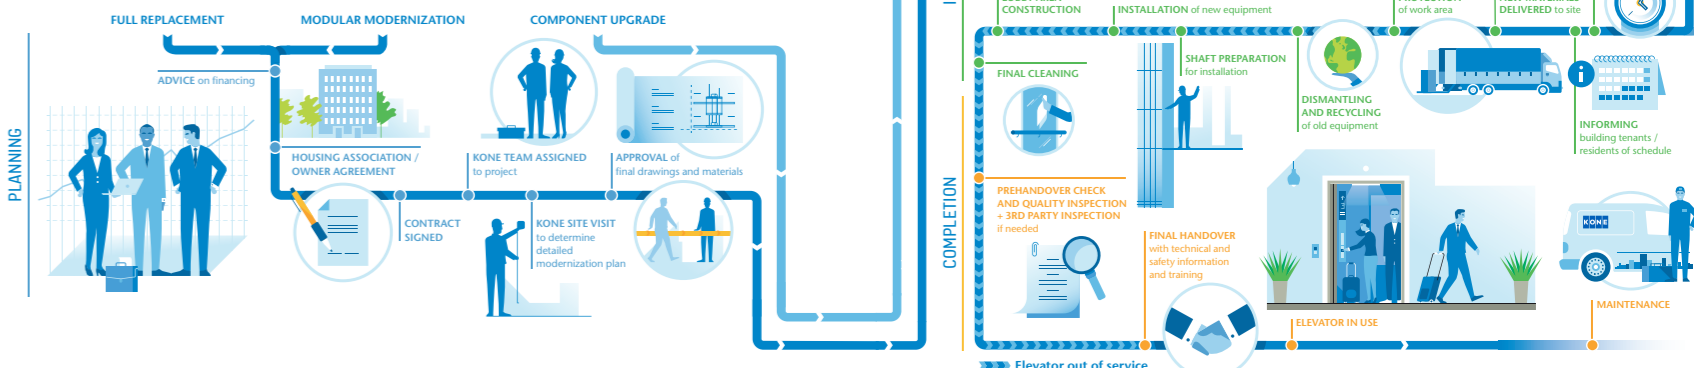 FULL REPLACEMENT
MODULAR MODERNIZATION
COMPONENT UPGRADE
PLANNING
ADVICE on financing
HOUSING ASSOCIATION /
OWNER AGREEMENT
CONTRACT
SIGNED
KONE TEAM ASSIGNED
to project
KONE SITE VISIT
to determine
detailed
modernization plan
APPROVAL of
final drawings and materials
CONSTRUCTION
INSTALLATION of new equipment
of work area
DELIVERED to site
SHAFT PREPARATION
for installation
DISMANTLING
AND RECYCLING
of old equipment
INFORMING
building tenants /
residents of schedule
FINAL CLEANING
COMPLETION
PREHANDOVER CHECK
AND QUALITY INSPECTION
+ 3RD PARTY INSPECTION
if needed
FINAL HANDOVER
with technical and
safety information
and training
ELEVATOR IN USE
KONE
MAINTENANCE
Elevator out of service